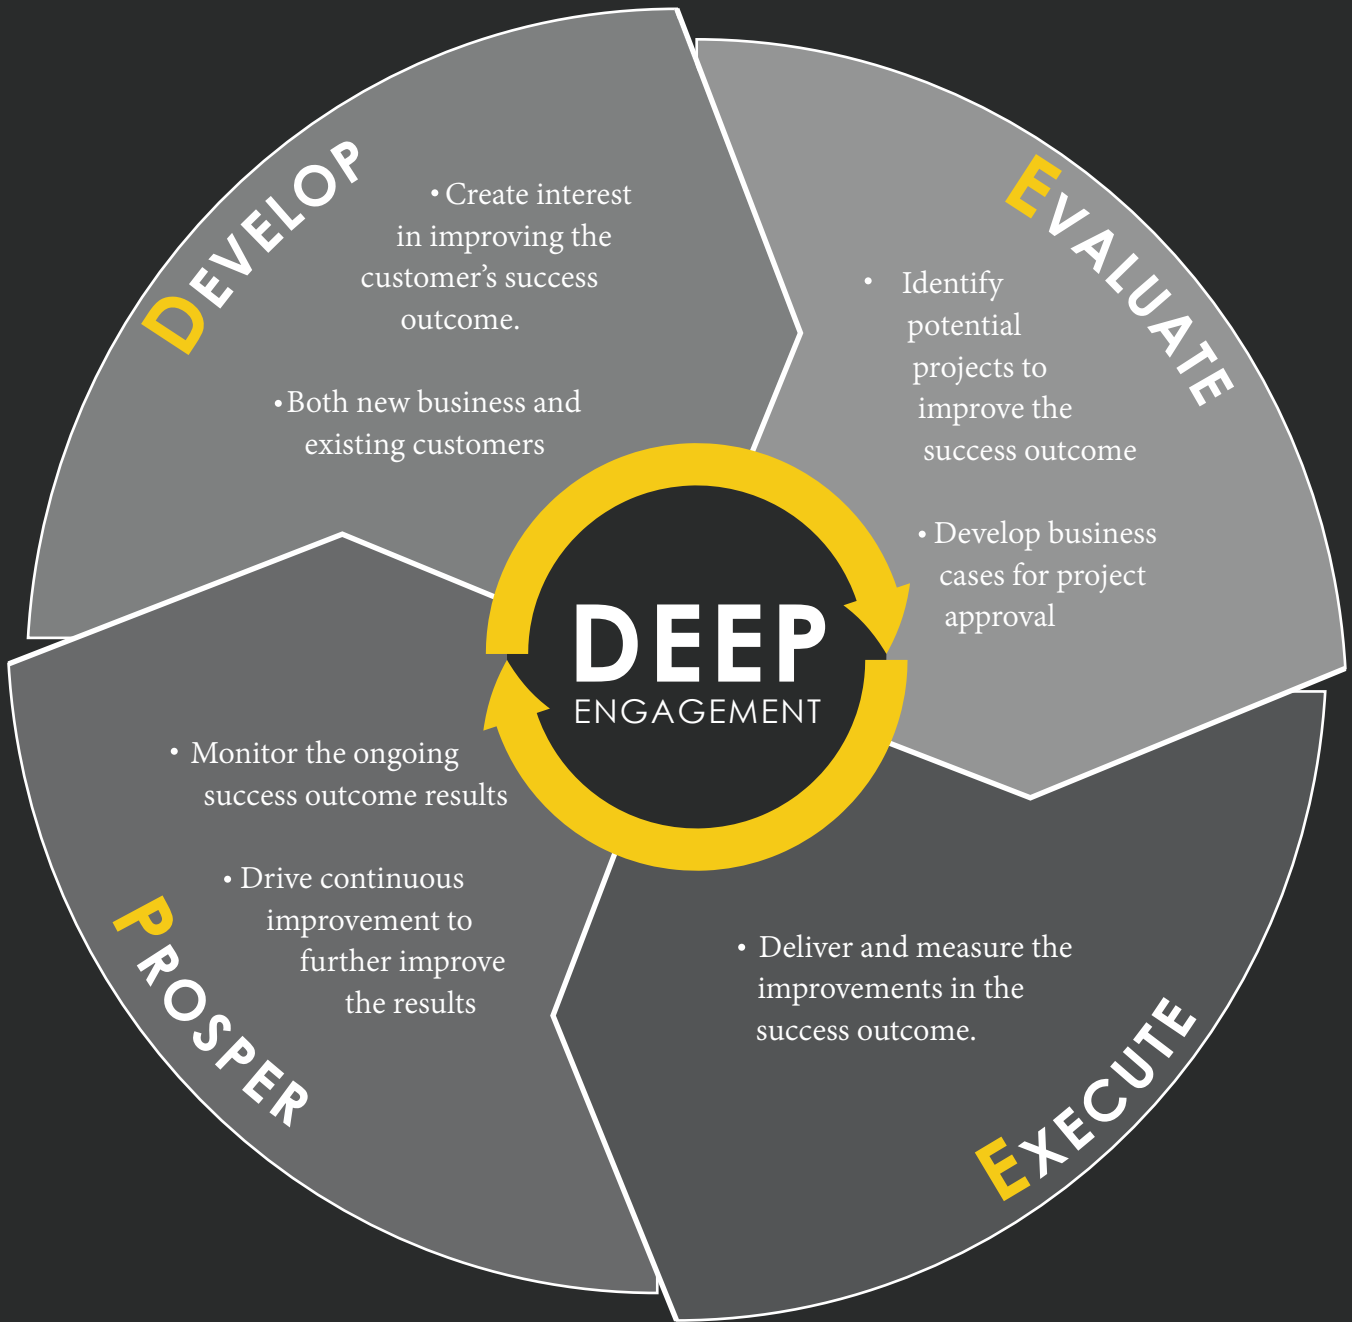 DEVELOP
• Create interest
in improving the
customer’s success
outcome.
• Both new business and
existing customers
EVALUATE
• Identify
potential
projects to
improve the
success outcome
• Develop business
cases for project
approval
DEEP
ENGAGEMENT
• Monitor the ongoing
success outcome results
• Drive continuous
improvement to
further improve
the results
PROSPER
• Deliver and measure the
improvements in the
success outcome.
EXECUTE